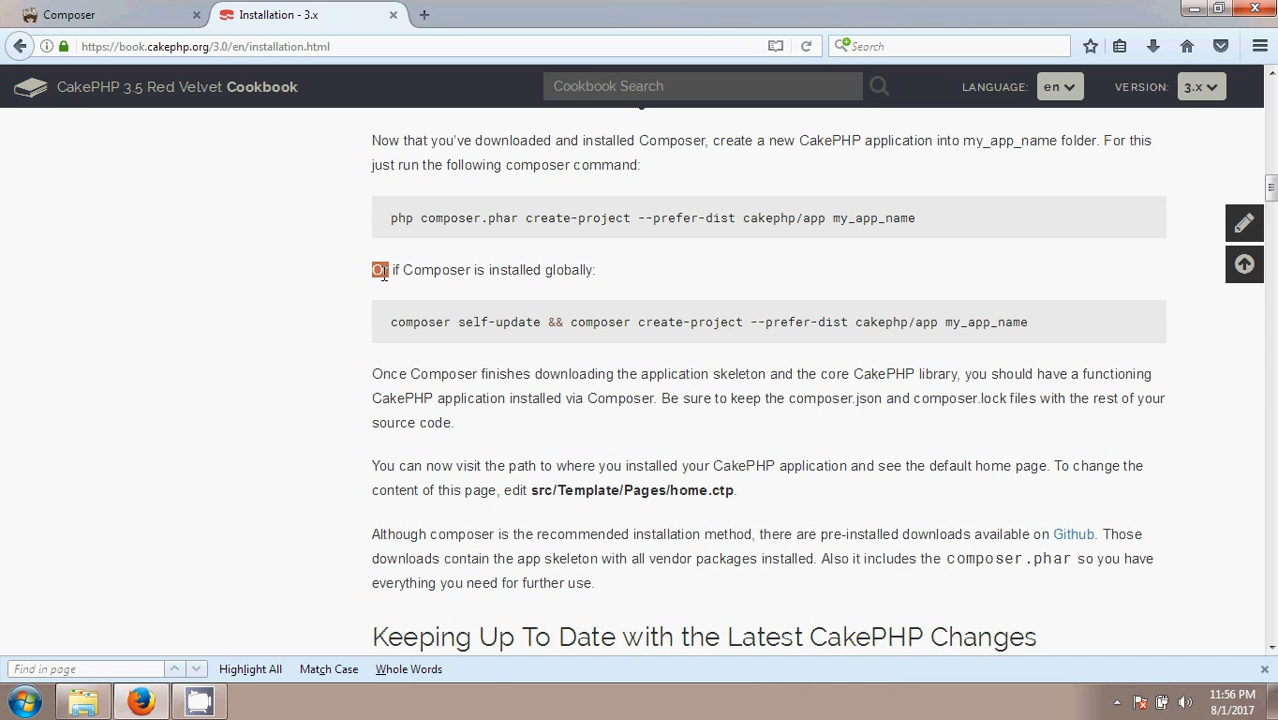 Composer
Installation - 3.x
https://book.cakephp.org/3.0/en/installation.html
Search
CakePHP 3.5 Red Velvet Cookbook
Cookbook Search
LANGUAGE: en
VERSION: 3.x
Now that you've downloaded and installed Composer, create a new CakePHP application into my_app_name folder. For this
just run the following composer command:
php composer.phar create-project --prefer-dist cakephp/app my_app_name
Or if Composer is installed globally:
composer self-update && composer create-project --prefer-dist cakephp/app my_app_name
Once Composer finishes downloading the application skeleton and the core CakePHP library, you should have a functioning
CakePHP application installed via Composer. Be sure to keep the composer.json and composer.lock files with the rest of your
source code.
You can now visit the path to where you installed your CakePHP application and see the default home page. To change the
content of this page, edit src/Template/Pages/home.ctp.
Although composer is the recommended installation method, there are pre-installed downloads available on Github. Those
downloads contain the app skeleton with all vendor packages installed. Also it includes the composer.phar so you have
everything you need for further use.
Keeping Up To Date with the Latest CakePHP Changes
Find in page
Highlight All
Match Case
Whole Words
11:56 PM
8/1/2017